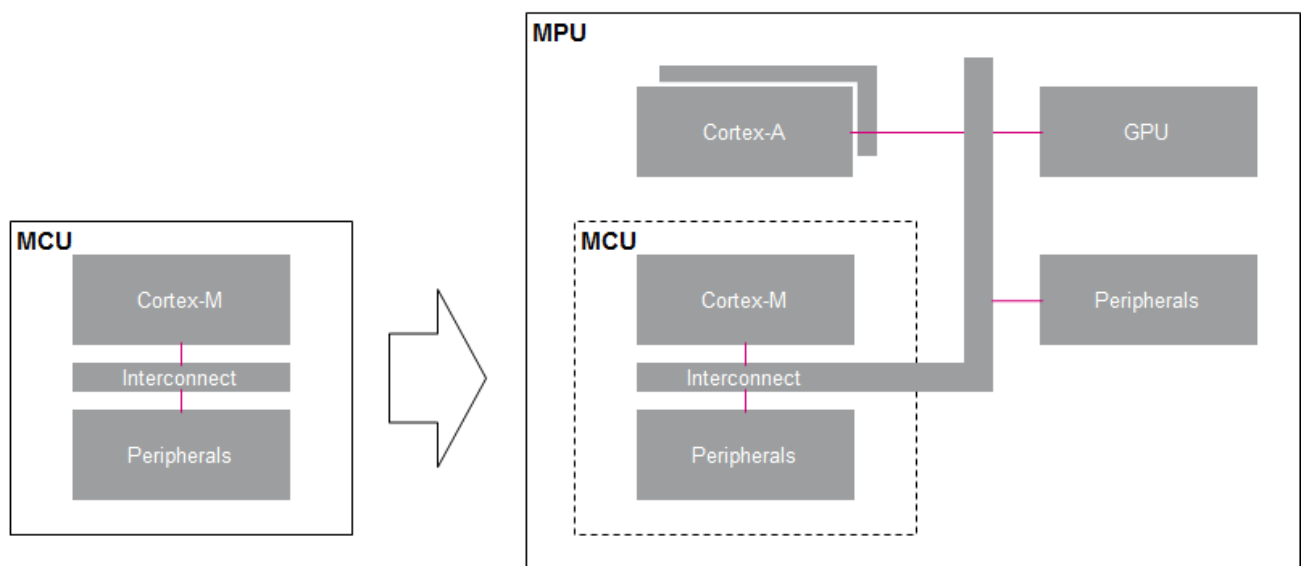 MCU
Cortex-M
Interconnect
Peripherals
MPU
Cortex-A
GPU
MCU
Cortex-M
Interconnect
Peripherals
Peripherals